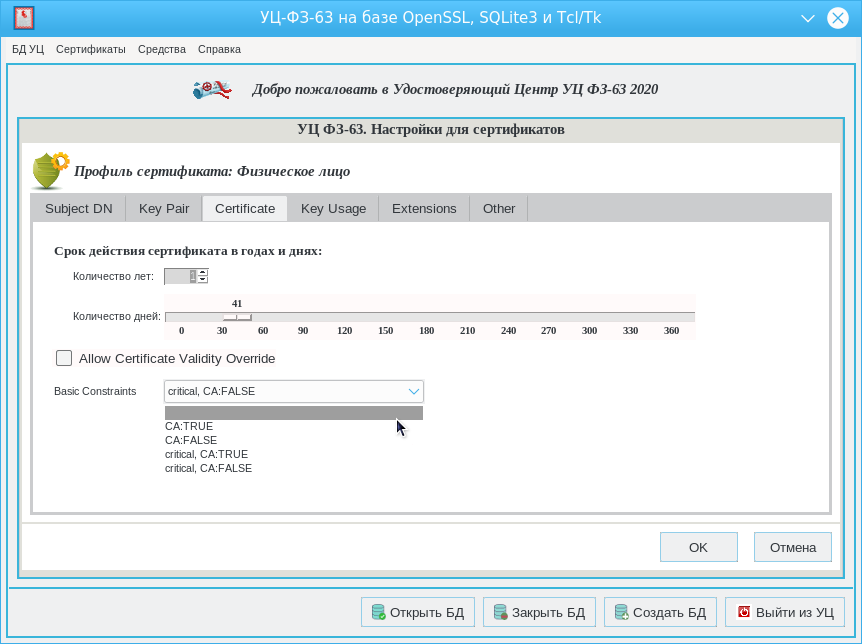 УЦ-ФЗ-63 на базе OpenSSL, SQLite3 и Tcl/Tk
БД УЦ Сертификаты Средства Справка
Добро пожаловать в Удостоверяющий Центр УЦ ФЗ-63 2020
УЦ ФЗ-63. Настройки для сертификатов
Профиль сертификата: Физическое лицо
Subject DN Key Pair Certificate Key Usage Extensions Other
Срок действия сертификата в годах и днях:
Количество лет: 1
41
Количество дней:
0 30 60 90 120 150 180 210 240 270 300 330 360
Allow Certificate Validity Override
Basic Constraints critical, CA:FALSE
CA:TRUE
CA:FALSE
critical, CA:TRUE
critical, CA:FALSE
OK Отмена
Открыть БД Закрыть БД Создать БД Выйти из УЦ